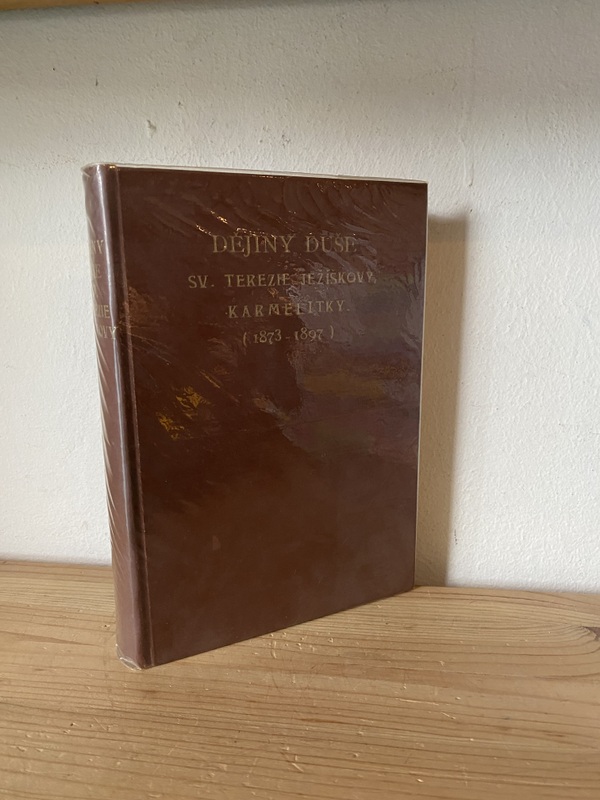 DĚJINY DUŠE
SV. TEREZIE JEŽÍŠKOVY,
KARMELITKY.
(1873-1897)